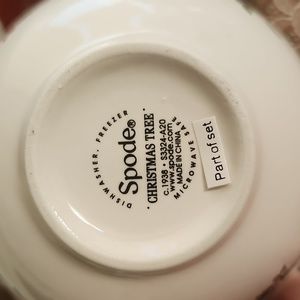 DISHWASHER, FREEZER
Spode®
CHRISTMAS TREE
c.1938 • S3324-A20
www.spode.com
MADE IN CHINA
MICROWAVE SAFE
Part of set